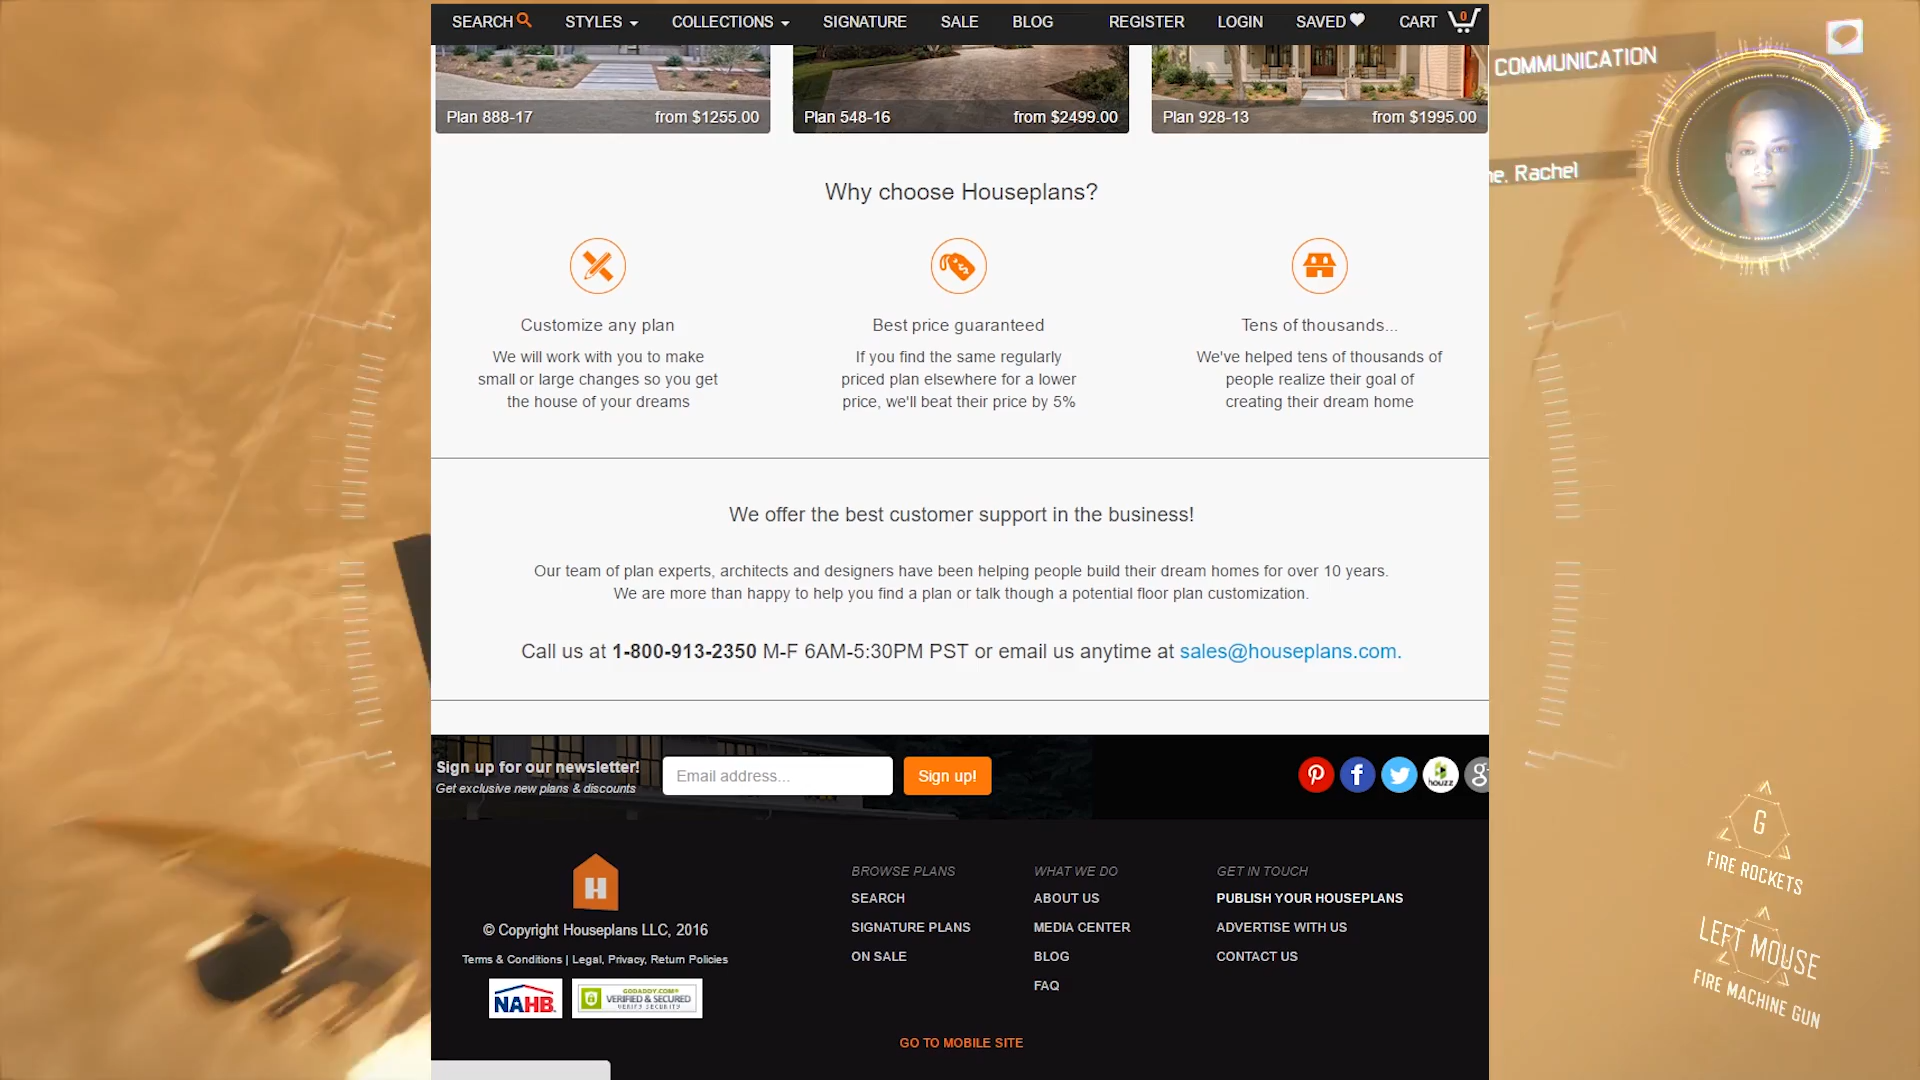 SEARCH STYLES COLLECTIONS SIGNATURE SALE BLOG REGISTER LOGIN SAVED CART 0
COMMUNICATION
Plan 888-17 from $1255.00 Plan 548-16 from $2499.00 Plan 928-13 from $1995.00
Rachel
Why choose Houseplans?
Customize any plan
We will work with you to make
small or large changes so you get
the house of your dreams
Best price guaranteed
If you find the same regularly
priced plan elsewhere for a lower
price, we'll beat their price by 5%
Tens of thousands...
We've helped tens of thousands of
people realize their goal of
creating their dream home
We offer the best customer support in the business!
Our team of plan experts, architects and designers have been helping people build their dream homes for over 10 years.
We are more than happy to help you find a plan or talk though a potential floor plan customization.
Call us at 1-800-913-2350 M-F 6AM-5:30PM PST or email us anytime at sales@houseplans.com.
Sign up for our newsletter!
Get exclusive new plans & discounts
Email address...
Sign up!
houzz
H
© Copyright Houseplans LLC, 2016
Terms & Conditions | Legal, Privacy, Return Policies
NAHB
GODADDY.COM®
VERIFIED & SECURED
VERIFY SECURITY
BROWSE PLANS
SEARCH
SIGNATURE PLANS
ON SALE
WHAT WE DO
ABOUT US
MEDIA CENTER
BLOG
FAQ
GET IN TOUCH
PUBLISH YOUR HOUSEPLANS
ADVERTISE WITH US
CONTACT US
GO TO MOBILE SITE
G
FIRE ROCKETS
LEFT MOUSE
FIRE MACHINE GUN